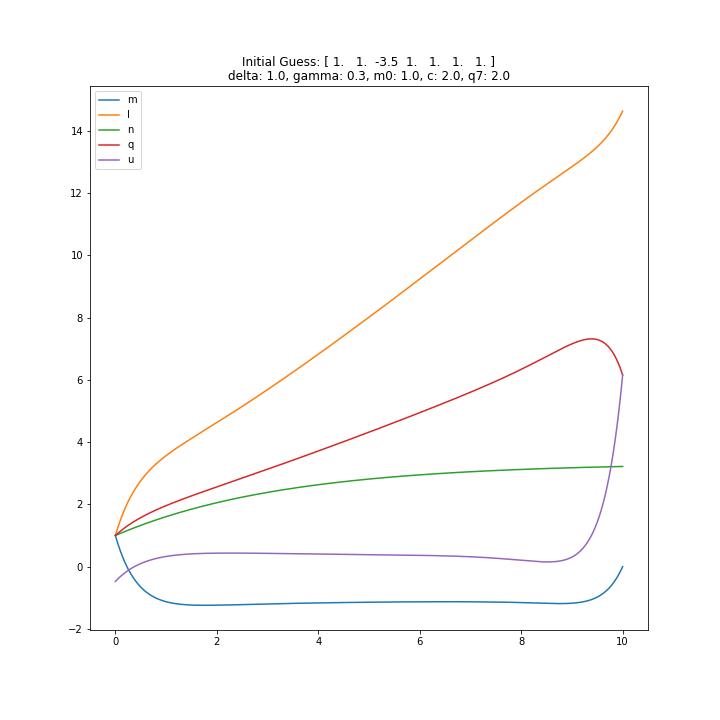 Initial Guess: [ 1. 1. -3.5 1. 1. 1. 1. ]
delta: 1.0, gamma: 0.3, m0: 1.0, c: 2.0, q7: 2.0
m
l
n
q
u
14
12
10
8
6
4
2
0
−2
0 2 4 6 8 10